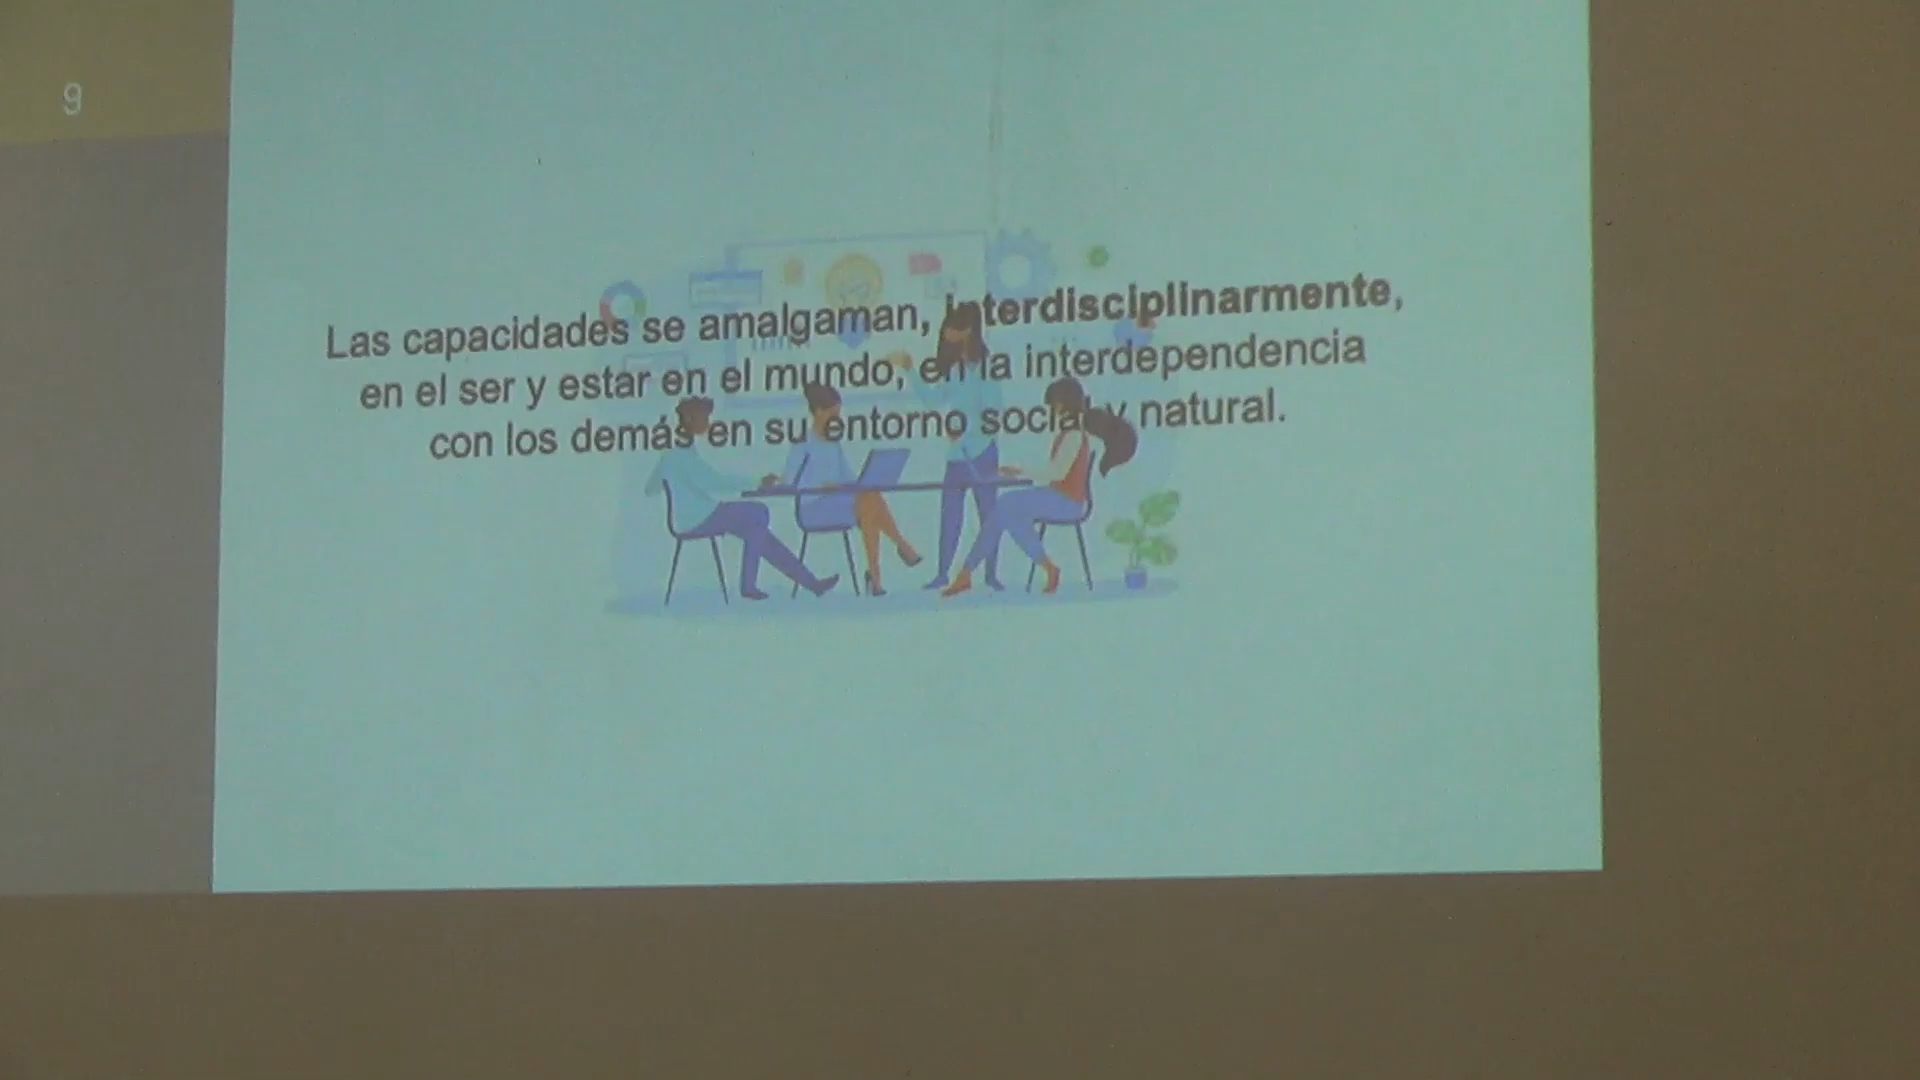 9
Las capacidades se amalgaman, interdisciplinarmente,
en el ser y estar en el mundo, en la interdependencia
con los demás en su entorno social y natural.